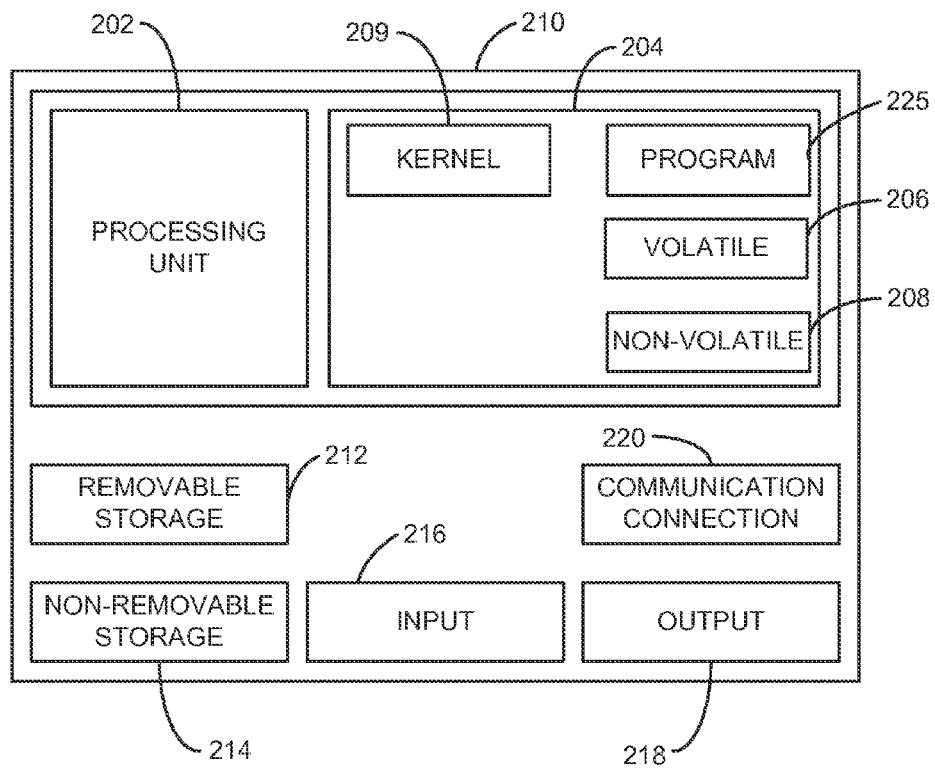 202
209
210
204
225
KERNEL
PROGRAM
206
PROCESSING
UNIT
VOLATILE
208
NON-VOLATILE
212
220
REMOVABLE
STORAGE
COMMUNICATION
CONNECTION
216
NON-REMOVABLE
STORAGE
INPUT
OUTPUT
214
218